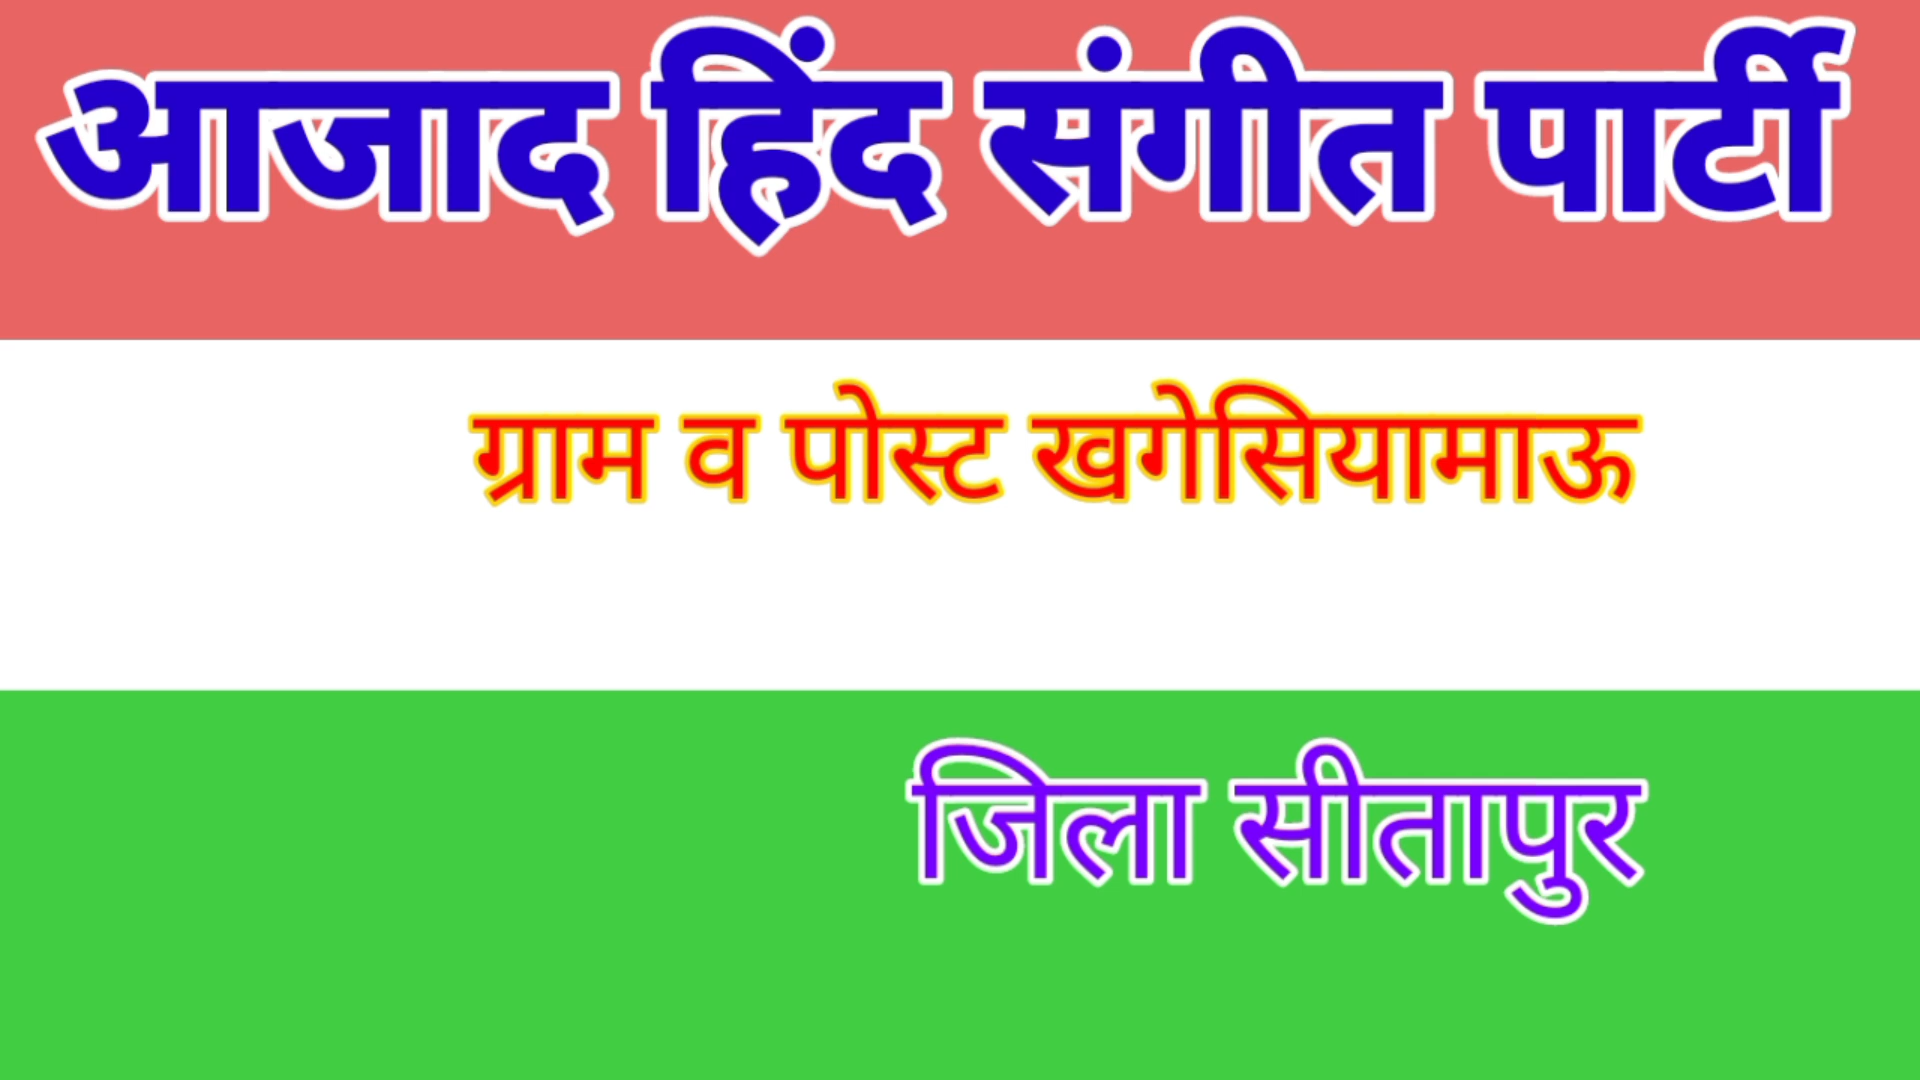 आजाद हिंद संगीत पार्टी
ग्राम व पोस्ट खगेसियामाऊ
जिला सीतापुर